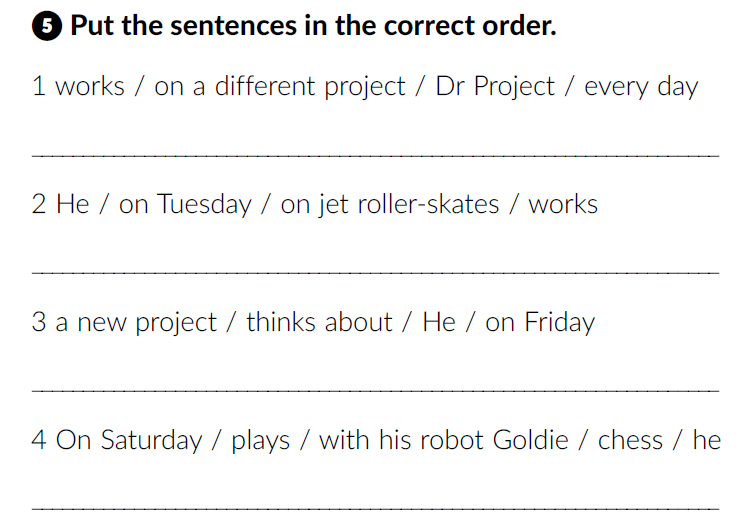 5 Put the sentences in the correct order.
1 works / on a different project / Dr Project / every day
2 He / on Tuesday / on jet roller-skates / works
3 a new project / thinks about / He / on Friday
4 On Saturday / plays / with his robot Goldie / chess / he